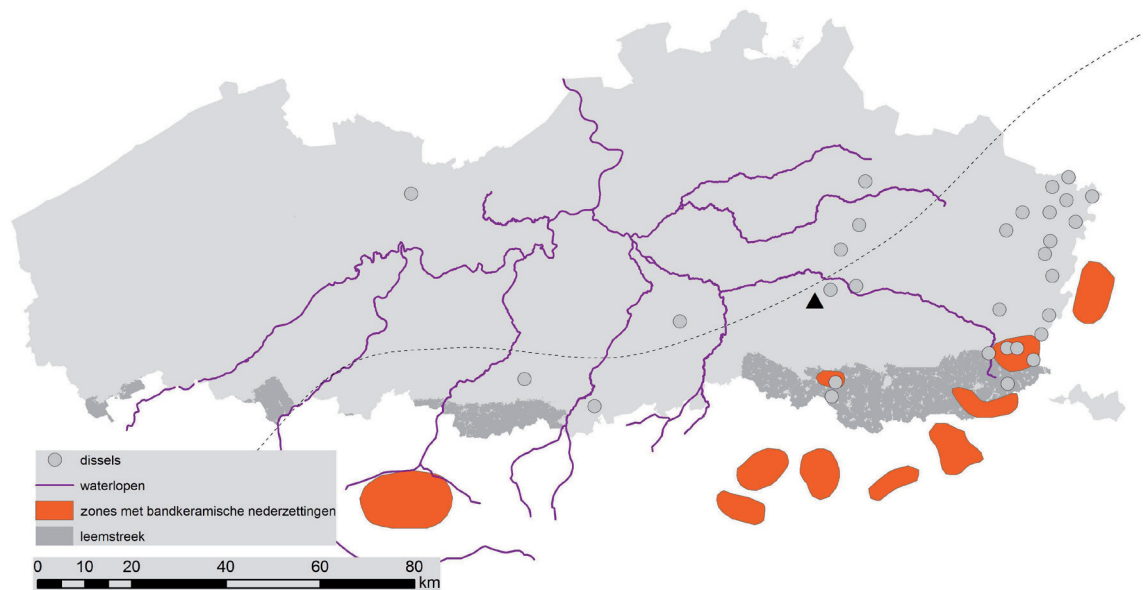 dissels
waterlopen
zones met bandkeramische nederzettingen
leemstreek
0 10 20 40 60 80
km